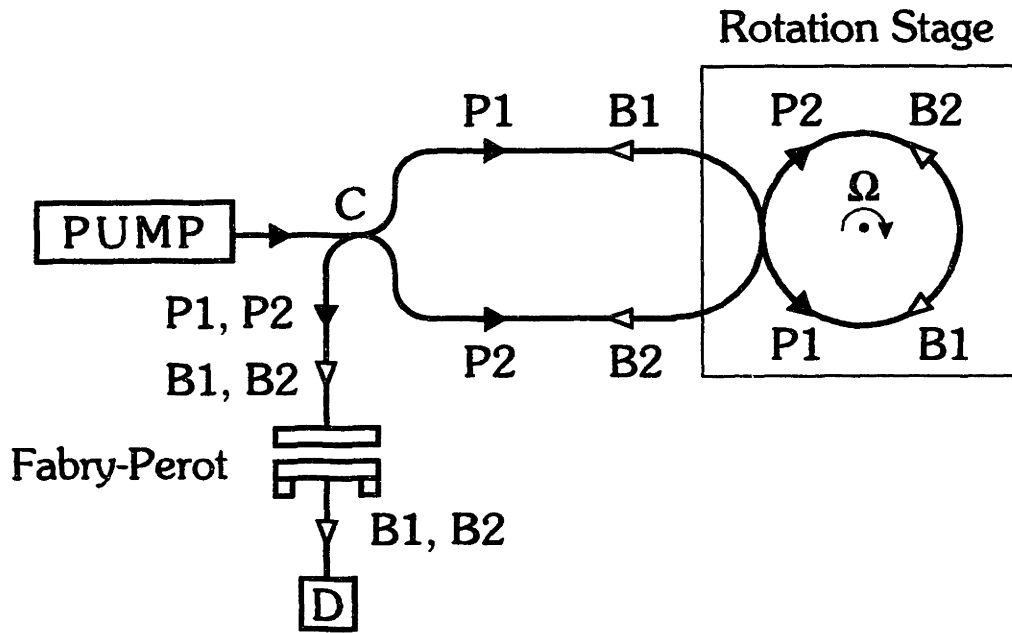 Rotation Stage
P1
B1
P2
B2
Ω
C
PUMP
P1, P2
P2
B2
P1
B1
B1, B2
Fabry-Perot
B1, B2
D